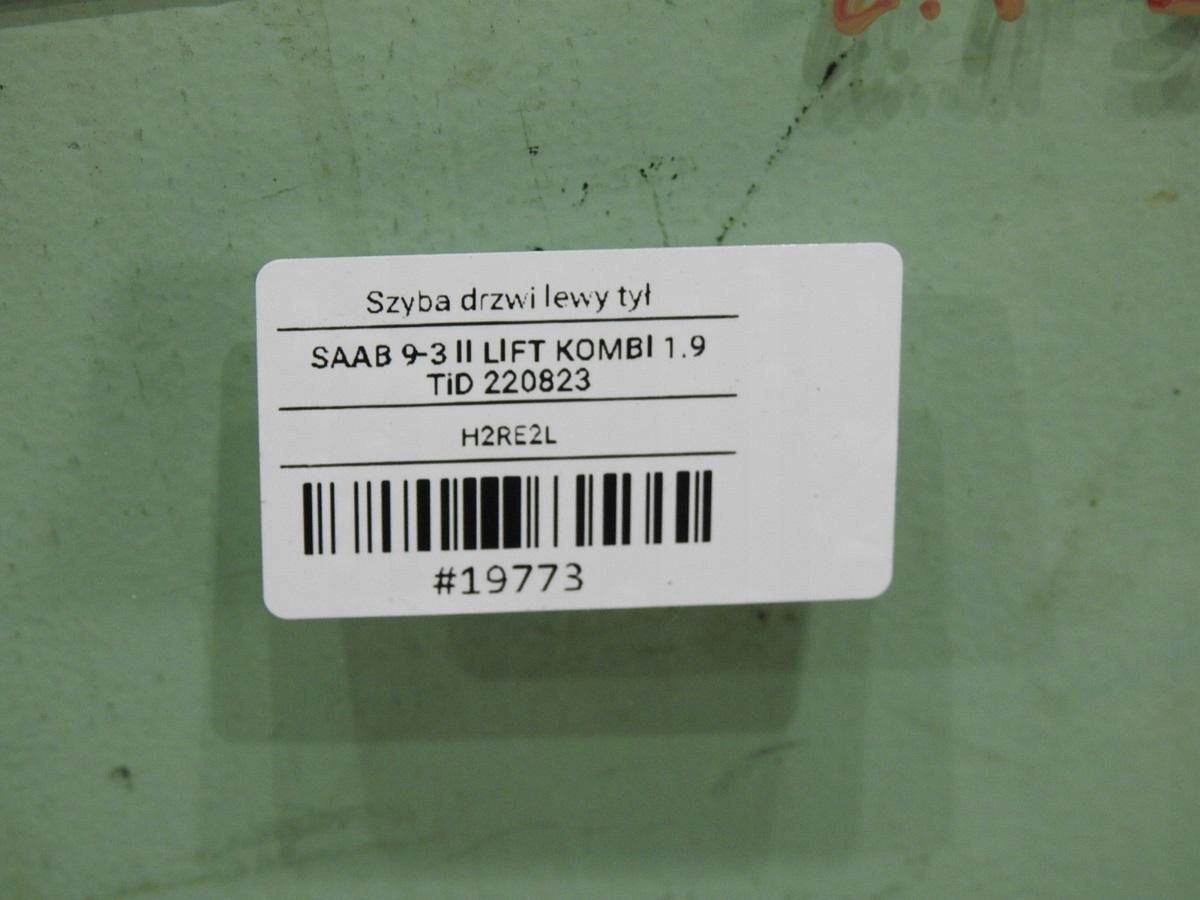 Szyba drzwi lewy tył
SAAB 9-3 II LIFT KOMBI 1.9
TiD 220823
H2RE2L
#19773